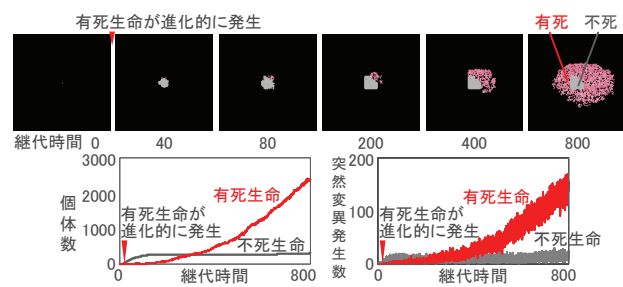 有死生命が進化的に発生
有死 不死
継代時間 0 40 80 200 400 800
3000
2000
1000
0
個体数
有死生命
有死生命が
進化的に発生
不死生命
0 継代時間 800
200
100
0
突然変異発生数
有死生命
有死生命が
進化的に発生
不死生命
0 継代時間 800